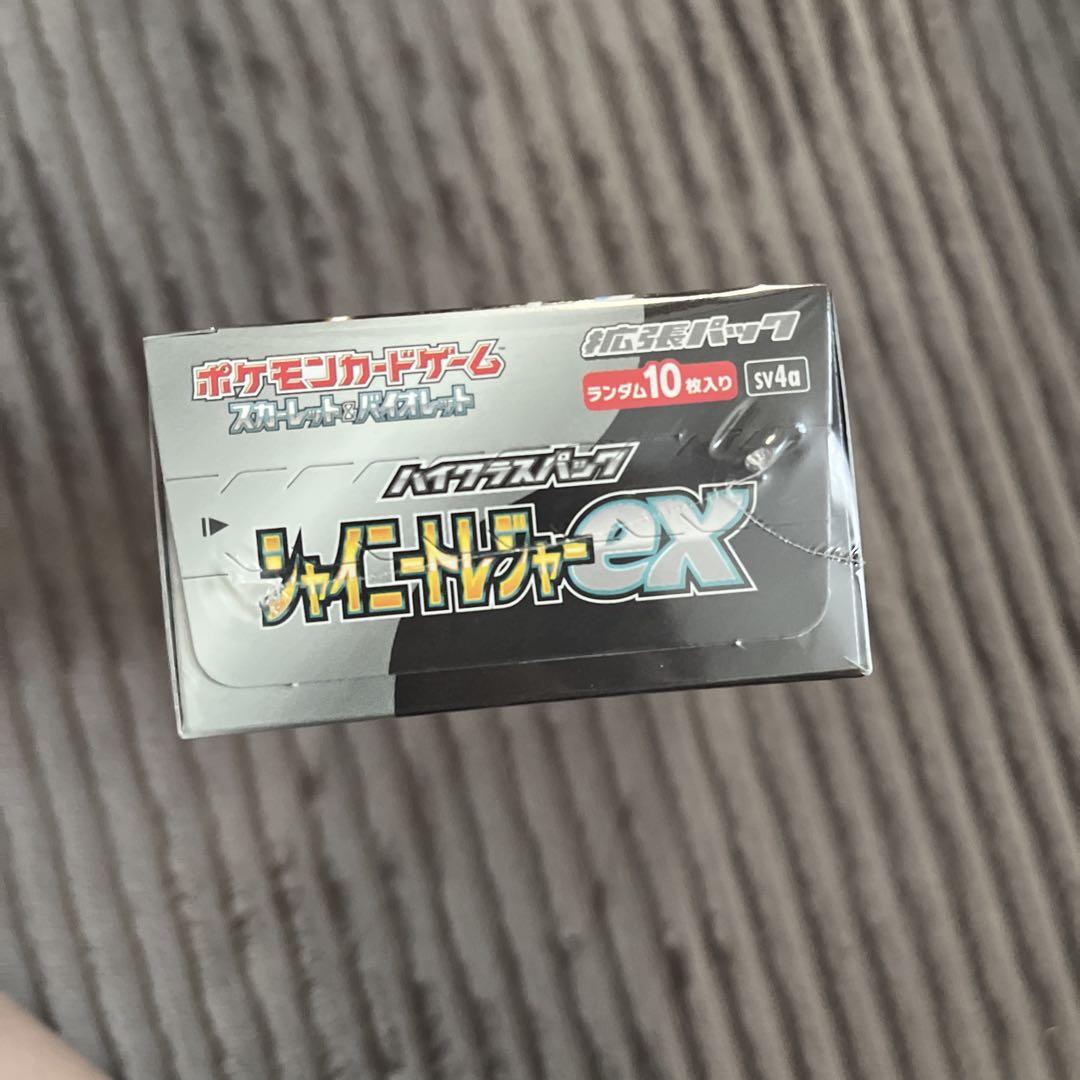 ポケモンカードゲーム
スカーレット&バイオレット
拡張パック
ランダム10枚入り
sv4a
ハイクラスパック
シャイニートレジャーex